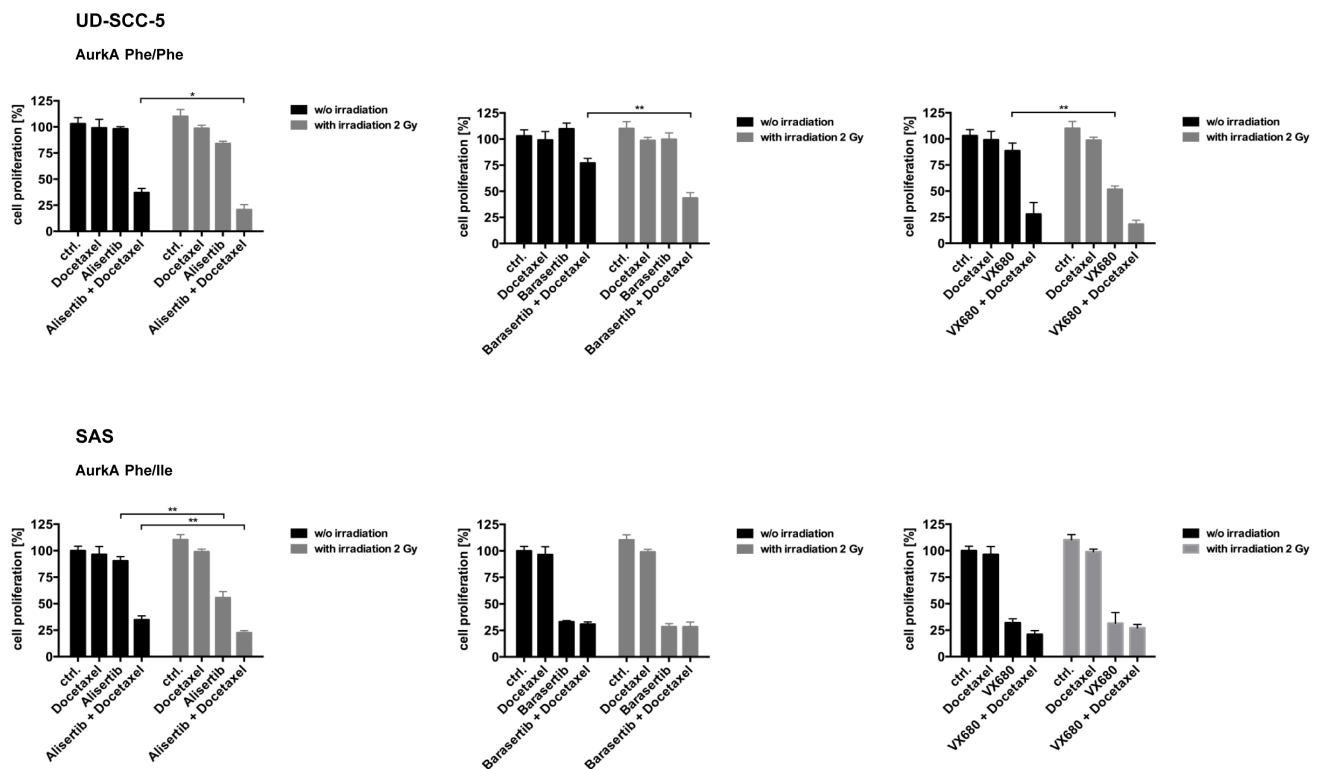 UD-SCC-5
AurkA Phe/Phe
cell proliferation [%]
125
100
75
50
25
0
*
ctrl.
Docetaxel
Alisertib
Alisertib + Docetaxel
ctrl.
Docetaxel
Alisertib
Alisertib + Docetaxel
w/o irradiation
with irradiation 2 Gy
cell proliferation [%]
125
100
75
50
25
0
**
ctrl.
Docetaxel
Barasertib
Barasertib + Docetaxel
ctrl.
Docetaxel
Barasertib
Barasertib + Docetaxel
w/o irradiation
with irradiation 2 Gy
cell proliferation [%]
125
100
75
50
25
0
**
ctrl.
Docetaxel
VX680
VX680 + Docetaxel
ctrl.
Docetaxel
VX680
VX680 + Docetaxel
w/o irradiation
with irradiation 2 Gy
SAS
AurkA Phe/Ile
cell proliferation [%]
125
100
75
50
25
0
**
**
ctrl.
Docetaxel
Alisertib
Alisertib + Docetaxel
ctrl.
Docetaxel
Alisertib
Alisertib + Docetaxel
w/o irradiation
with irradiation 2 Gy
cell proliferation [%]
125
100
75
50
25
0
ctrl.
Docetaxel
Barasertib
Barasertib + Docetaxel
ctrl.
Docetaxel
Barasertib
Barasertib + Docetaxel
w/o irradiation
with irradiation 2 Gy
cell proliferation [%]
125
100
75
50
25
0
ctrl.
Docetaxel
VX680
VX680 + Docetaxel
ctrl.
Docetaxel
VX680
VX680 + Docetaxel
w/o irradiation
with irradiation 2 Gy